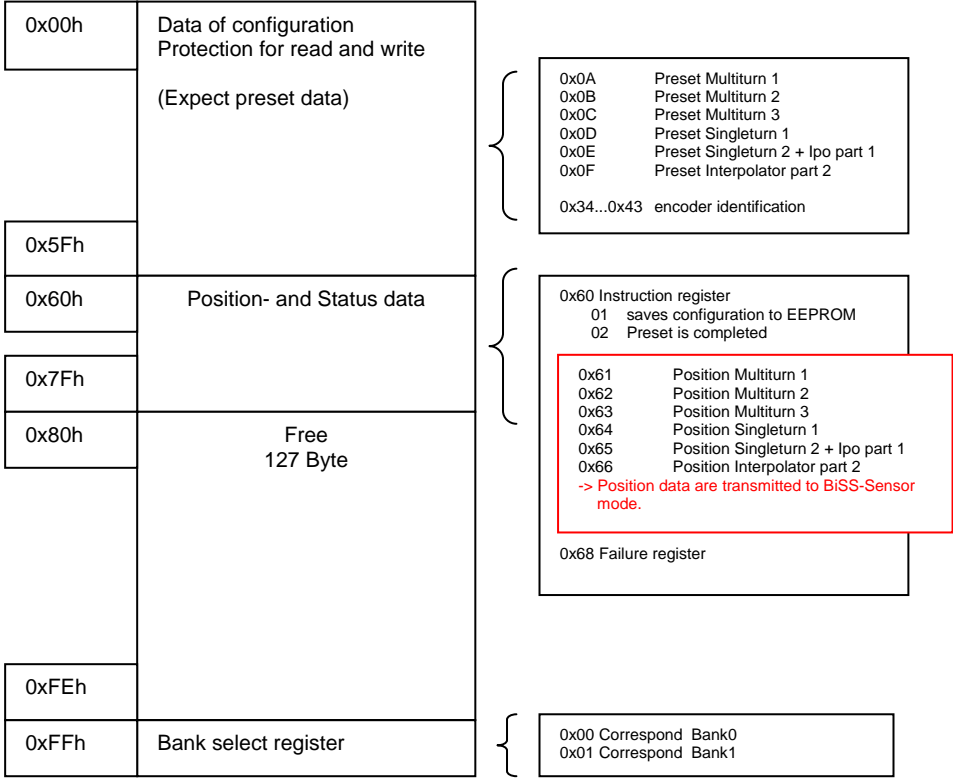 0x00h
Data of configuration
Protection for read and write
(Expect preset data)
0x0A Preset Multiturn 1
0x0B Preset Multiturn 2
0x0C Preset Multiturn 3
0x0D Preset Singleturn 1
0x0E Preset Singleturn 2 + Ipo part 1
0x0F Preset Interpolator part 2
0x34...0x43 encoder identification
0x5Fh
0x60h
Position- and Status data
0x60 Instruction register
01 saves configuration to EEPROM
02 Preset is completed
0x7Fh
0x61 Position Multiturn 1
0x62 Position Multiturn 2
0x63 Position Multiturn 3
0x64 Position Singleturn 1
0x65 Position Singleturn 2 + Ipo part 1
0x66 Position Interpolator part 2
-> Position data are transmitted to BiSS-Sensor
mode.
0x68 Failure register
0x80h
Free
127 Byte
0xFEh
0xFFh
Bank select register
0x00 Correspond Bank0
0x01 Correspond Bank1